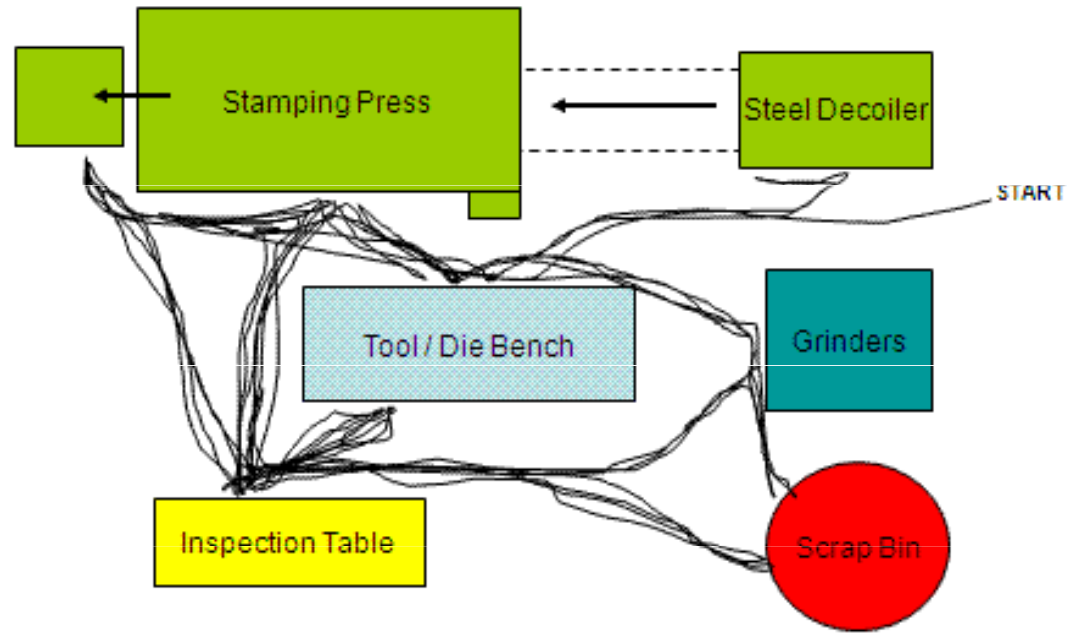 Stamping Press
Steel Decoiler
START
Tool / Die Bench
Grinders
Inspection Table
Scrap Bin